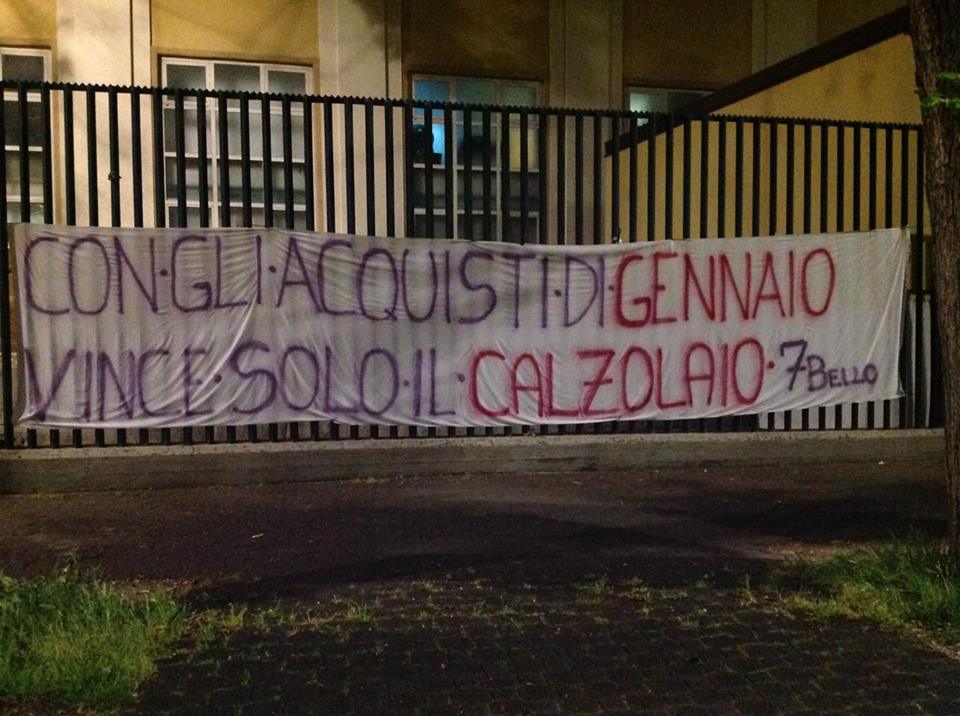 CON·GLI·ACQUISTI·DI·GENNAIO
VINCE·SOLO·IL·CALZOLAIO·7BELLO